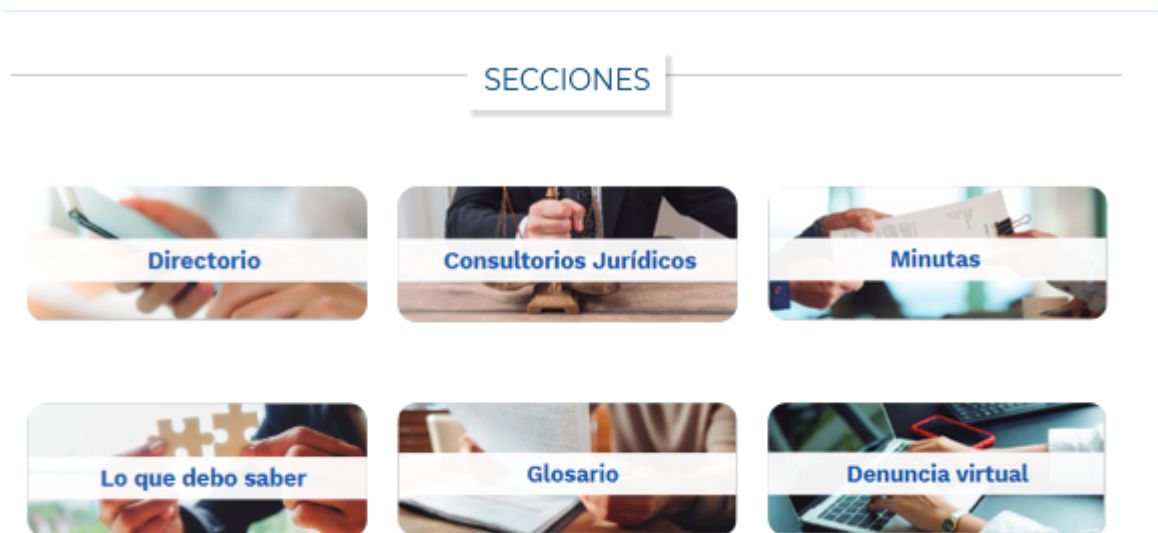 SECCIONES
Directorio
Consultorios Jurídicos
Minutas
Lo que debo saber
Glosario
Denuncia virtual